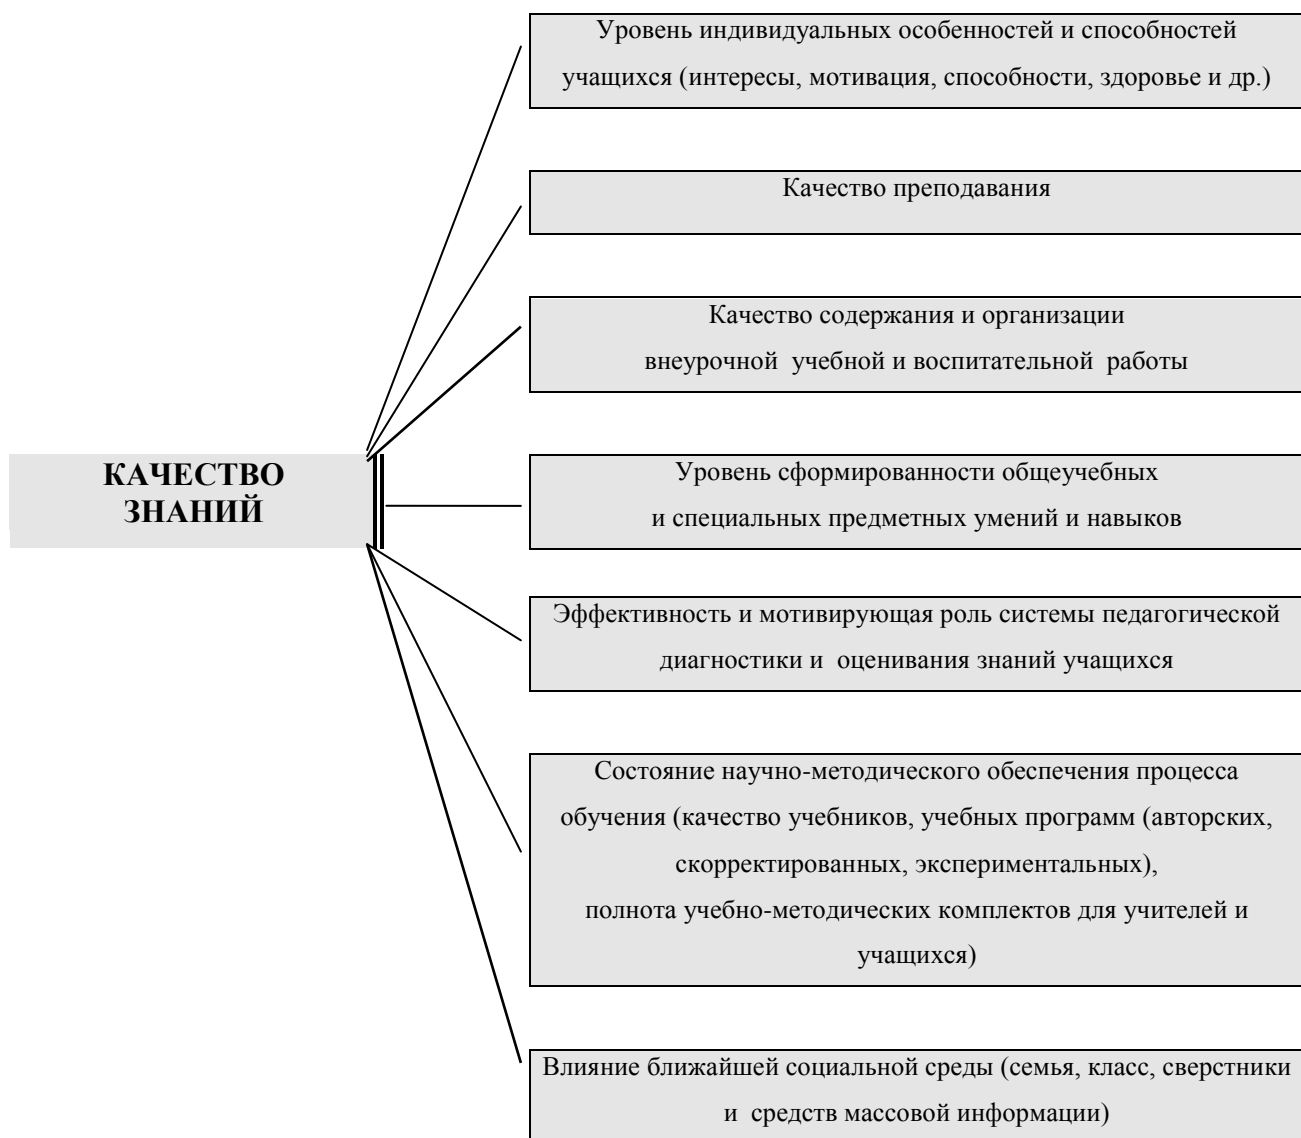 Уровень индивидуальных особенностей и способностей
учащихся (интересы, мотивация, способности, здоровье и др.)
Качество преподавания
Качество содержания и организации
внеурочной учебной и воспитательной работы
КАЧЕСТВО
ЗНАНИЙ
Уровень сформированности общеучебных
и специальных предметных умений и навыков
Эффективность и мотивирующая роль системы педагогической
диагностики и оценивания знаний учащихся
Состояние научно-методического обеспечения процесса
обучения (качество учебников, учебных программ (авторских,
скорректированных, экспериментальных),
полнота учебно-методических комплектов для учителей и
учащихся)
Влияние ближайшей социальной среды (семья, класс, сверстники
и средств массовой информации)